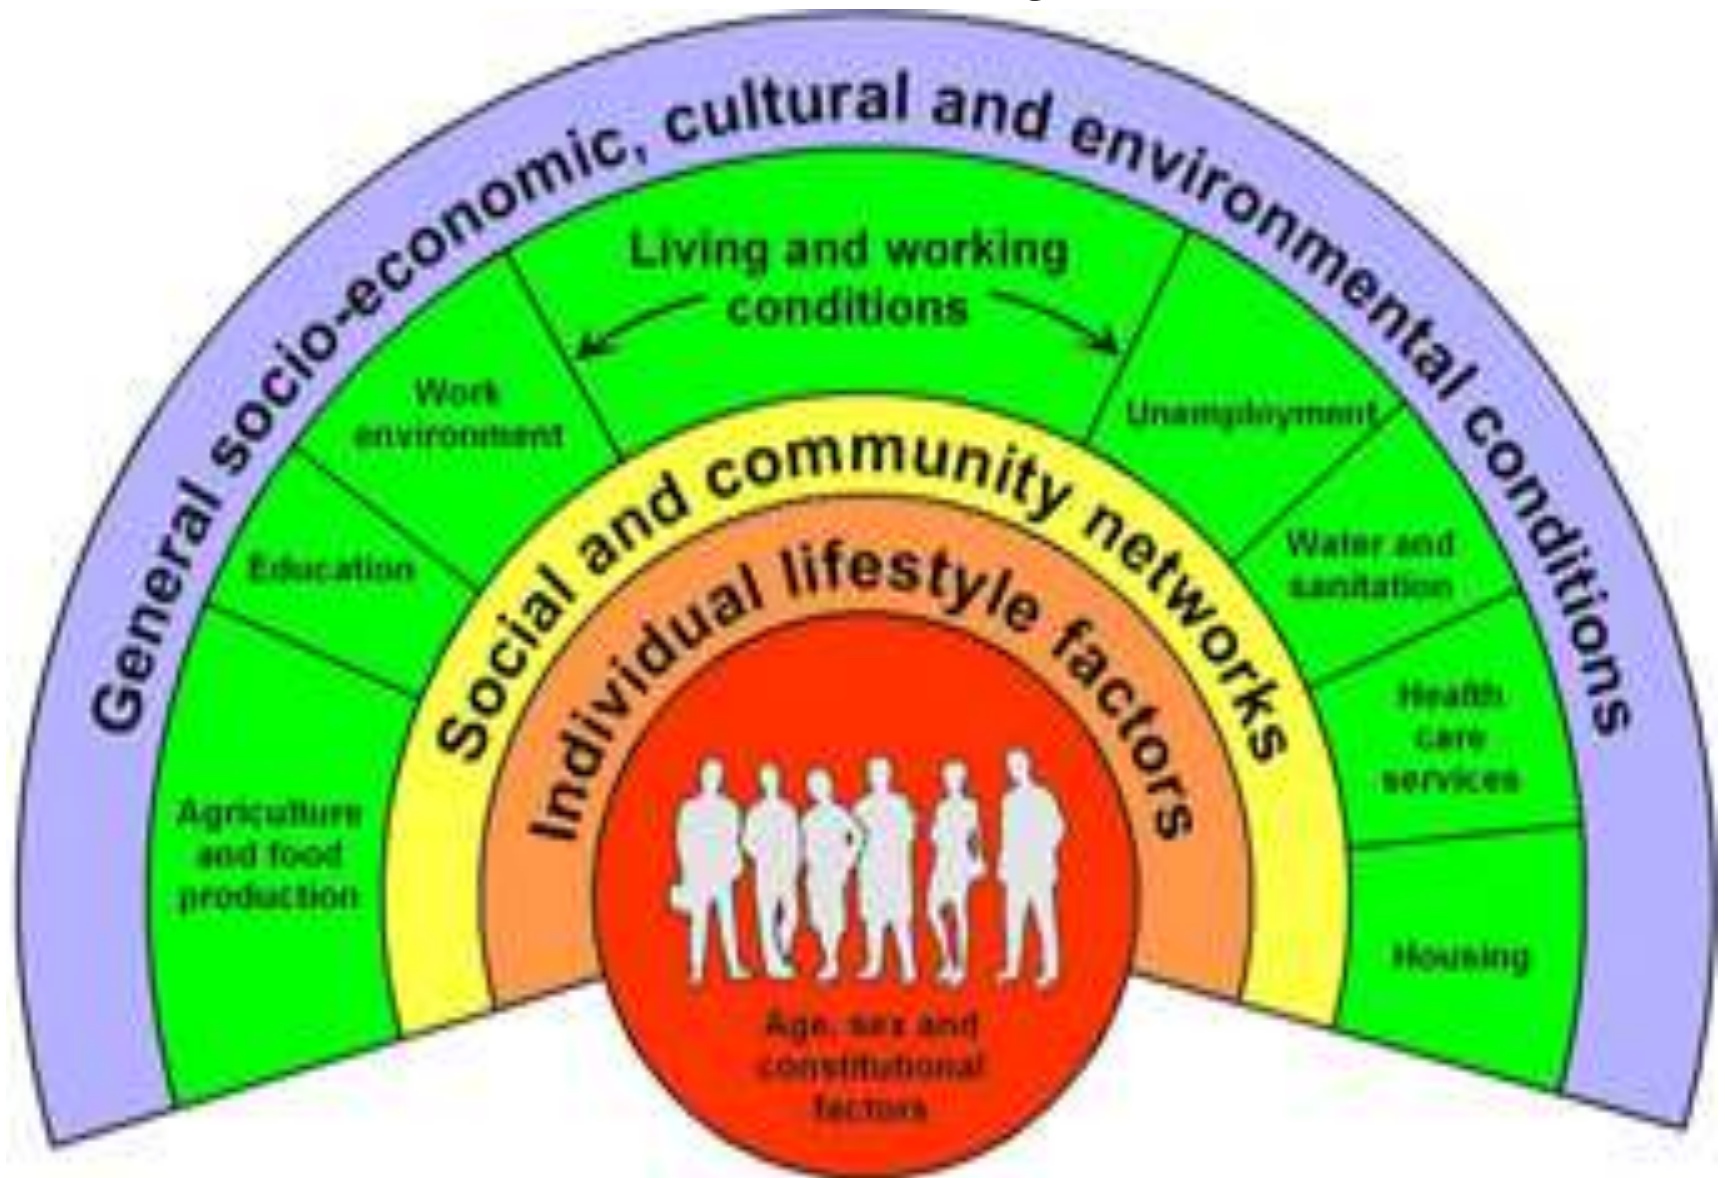 General socio-economic, cultural and environmental conditions
Living and working
conditions
Work
environment
Unemployment
Education
Water and
sanitation
Agriculture
and food
production
Health
care
services
Housing
Social and community networks
Individual lifestyle factors
Age, sex and
constitutional
factors